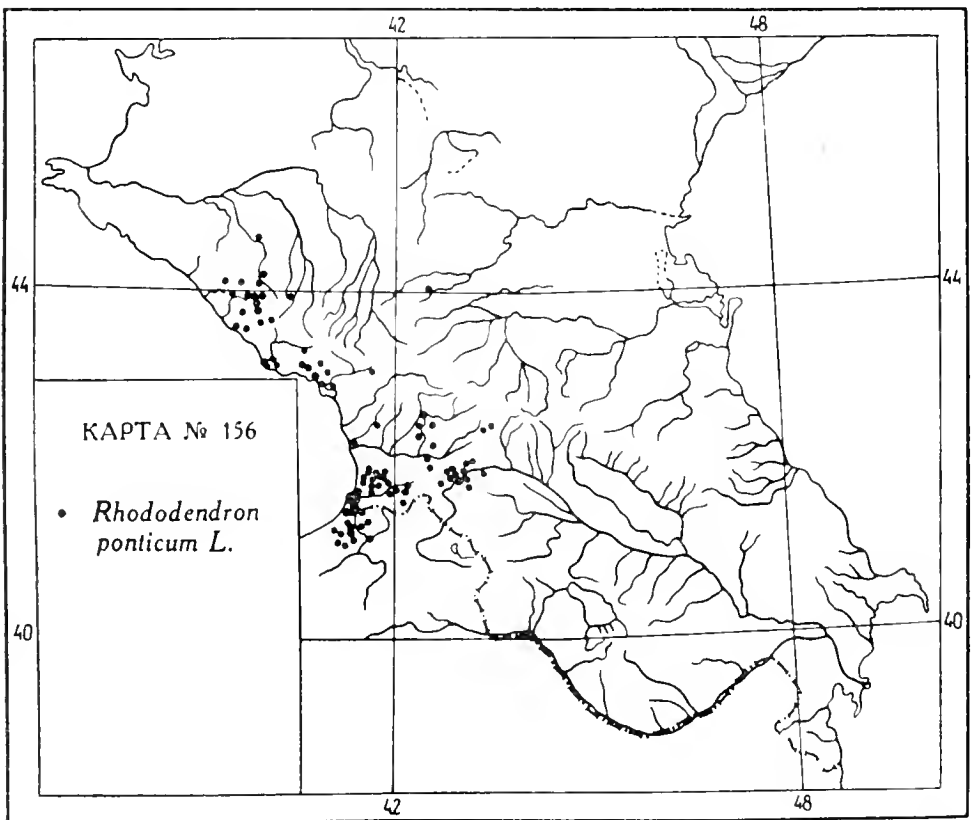 42 48
44 44
КАРТА № 156
• Rhododendron
ponticum L.
40 40
42 48